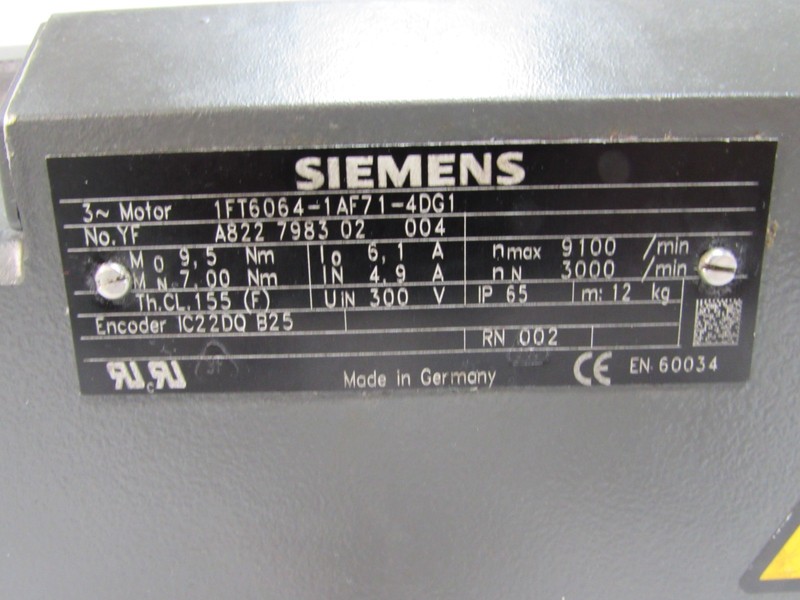 SIEMENS
3~ Motor 1FT6064-1AF71-4DG1
No.YF A822 7983 02 004
M0 9,5 Nm I0 6,1 A nmax 9100 /min
MN 7,00 Nm IN 4,9 A nN 3000 /min
Th.CL.155 (F) UIN 300 V IP 65 m: 12 kg
Encoder IC22DQ B25
RN 002
RU c RU Made in Germany CE EN 60034